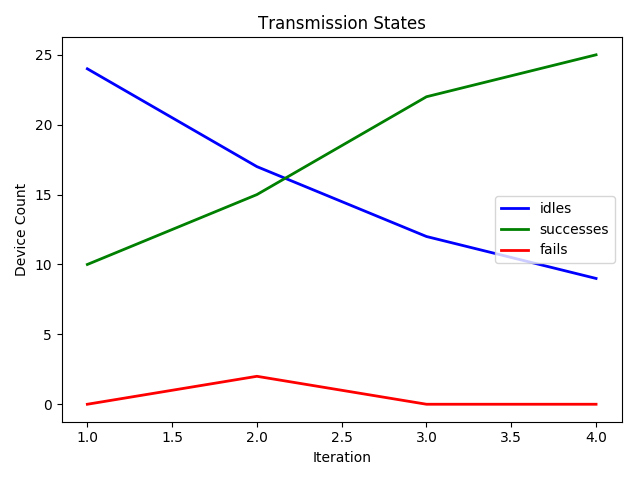 Transmission States
Device Count
25
20
15
10
5
0
idles
successes
fails
1.0 1.5 2.0 2.5 3.0 3.5 4.0
Iteration